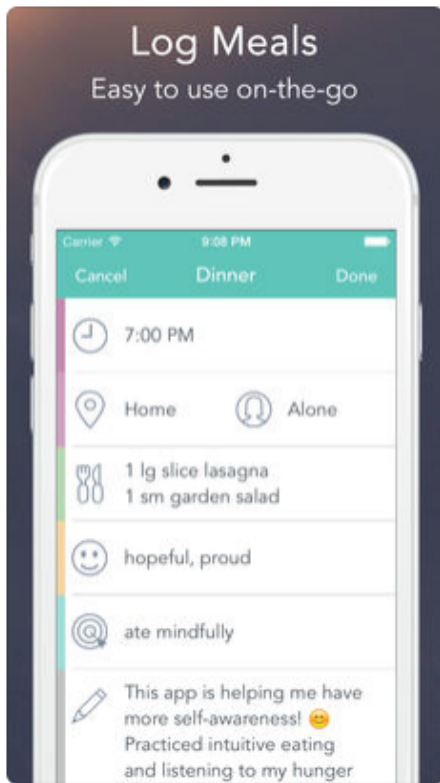 Log Meals
Easy to use on-the-go
Carrier 9:08 PM
Cancel Dinner Done
7:00 PM
Home Alone
1 lg slice lasagna
1 sm garden salad
hopeful, proud
ate mindfully
This app is helping me have
more self-awareness! 😊
Practiced intuitive eating
and listening to my hunger